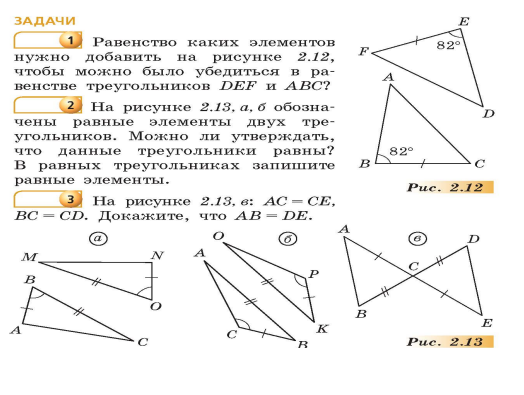 ЗАДАЧИ
1 Равенство каких элементов
нужно добавить на рисунке 2.12,
чтобы можно было убедиться в ра-
венстве треугольников DEF и ABC?
2 На рисунке 2.13, а, б обозна-
чены равные элементы двух тре-
угольников. Можно ли утверждать,
что данные треугольники равны?
В равных треугольниках запишите
равные элементы.
3 На рисунке 2.13, в: AC = CE,
BC = CD. Докажите, что AB = DE.
E
82°
F
D
A
82°
B
C
Рис. 2.12
а
M
N
B
O
A
C
б
O
A
P
C
K
B
в
A
D
C
B
E
Рис. 2.13